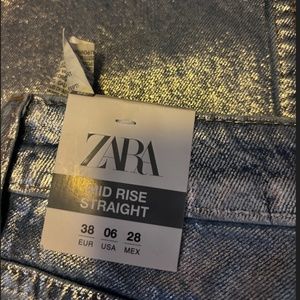 ZARA
MID RISE
STRAIGHT
38 06 28
EUR USA MEX